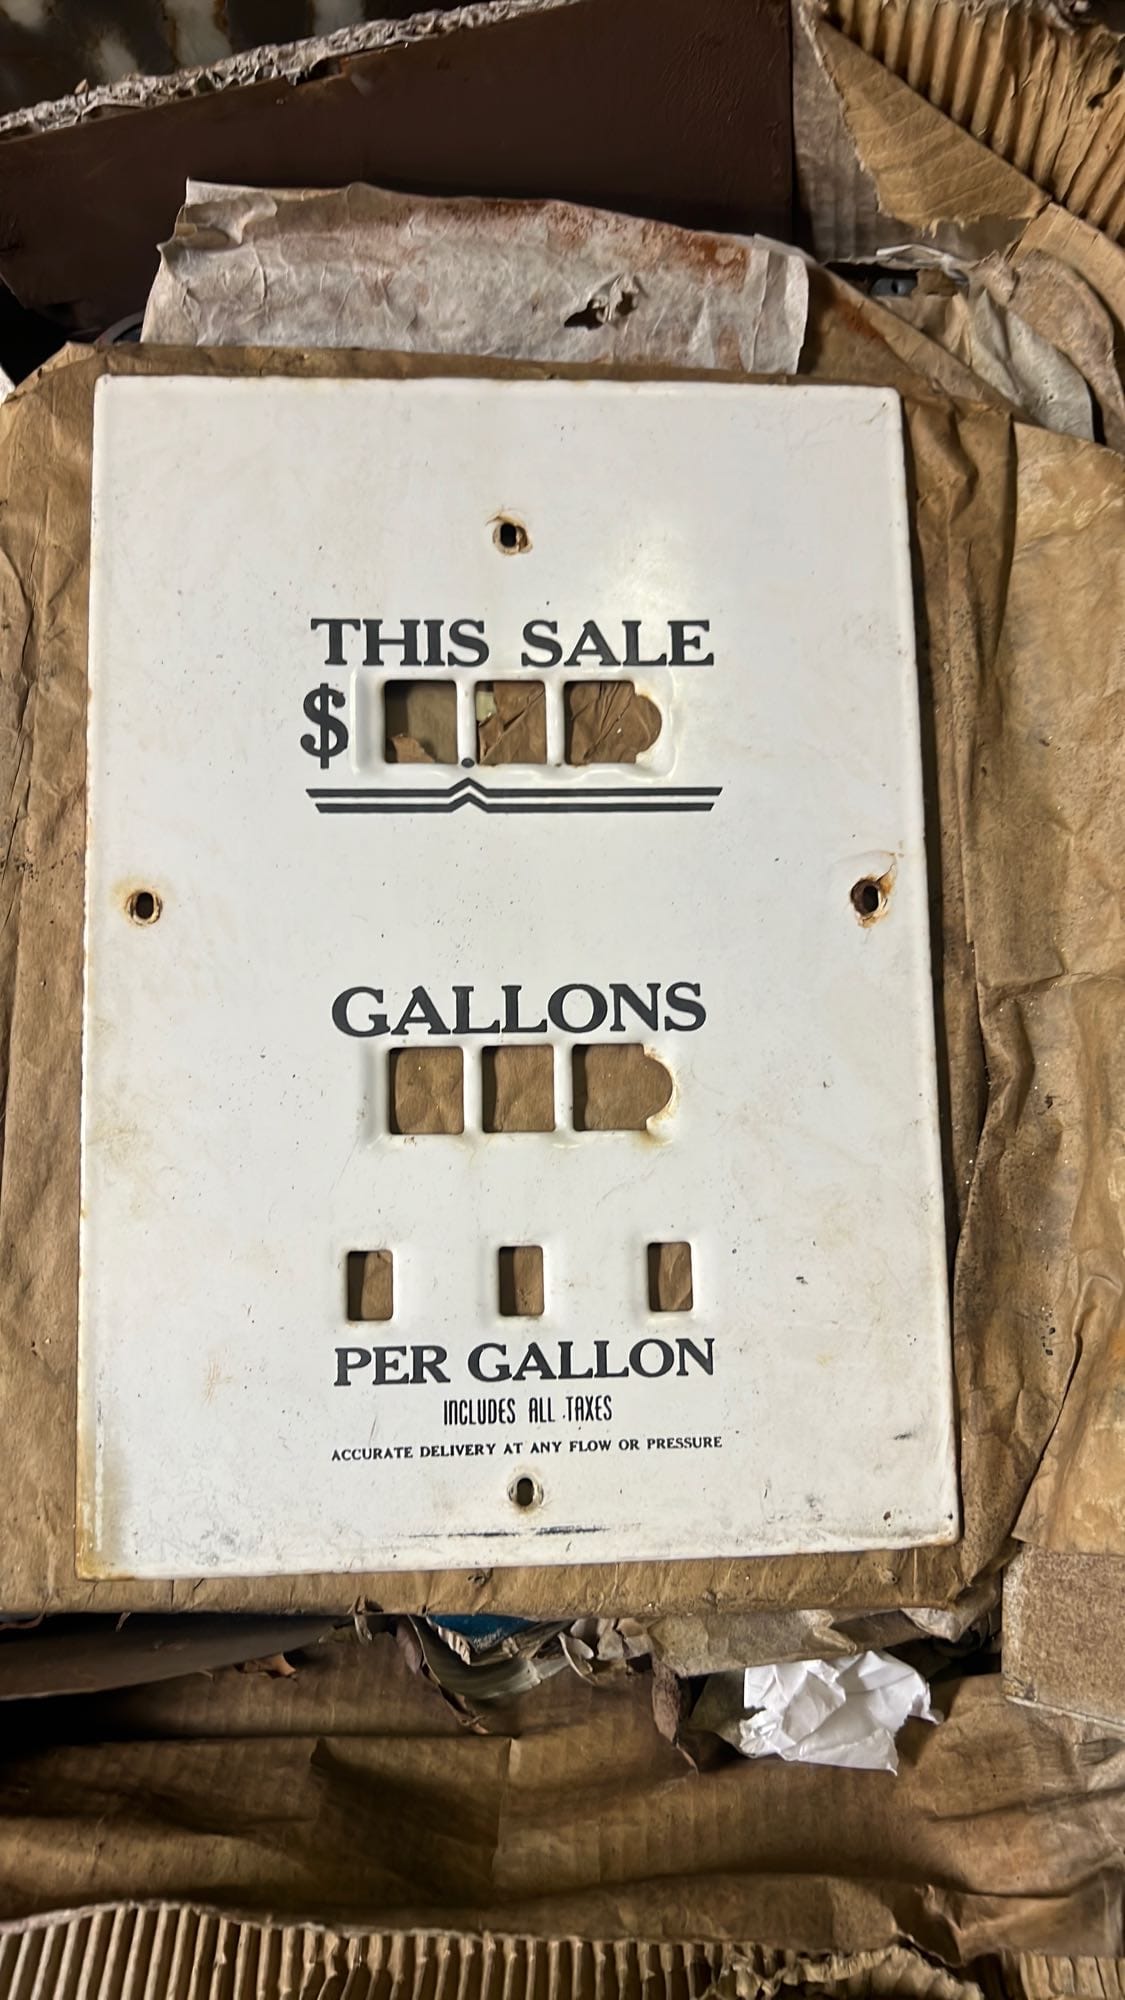 THIS SALE
$ .
GALLONS
PER GALLON
INCLUDES ALL TAXES
ACCURATE DELIVERY AT ANY FLOW OR PRESSURE